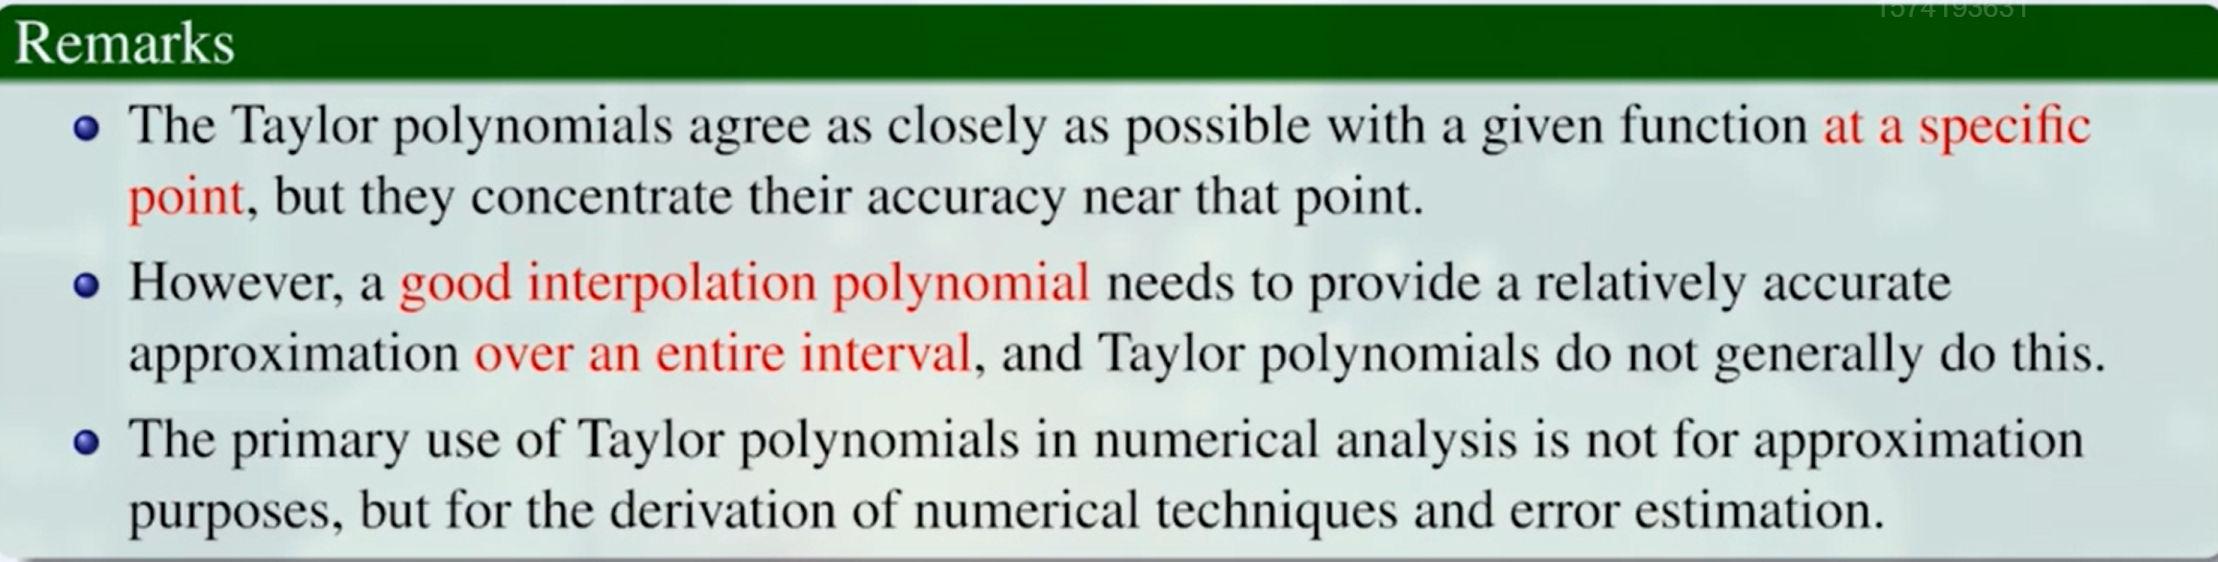 1574193631
Remarks
The Taylor polynomials agree as closely as possible with a given function at a specific
point, but they concentrate their accuracy near that point.
However, a good interpolation polynomial needs to provide a relatively accurate
approximation over an entire interval, and Taylor polynomials do not generally do this.
The primary use of Taylor polynomials in numerical analysis is not for approximation
purposes, but for the derivation of numerical techniques and error estimation.